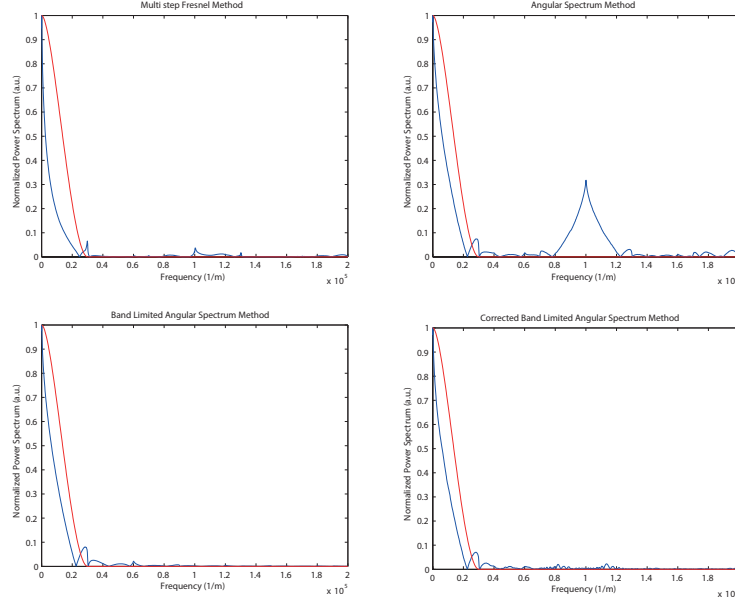 Multi step Fresnel Method
Normalized Power Spectrum (a.u.)
1
0.9
0.8
0.7
0.6
0.5
0.4
0.3
0.2
0.1
0
0 0.2 0.4 0.6 0.8 1 1.2 1.4 1.6 1.8 2
Frequency (1/m)
x 10^5
Angular Spectrum Method
Normalized Power Spectrum (a.u.)
1
0.9
0.8
0.7
0.6
0.5
0.4
0.3
0.2
0.1
0
0 0.2 0.4 0.6 0.8 1 1.2 1.4 1.6 1.8
Frequency (1/m)
x 10
Band Limited Angular Spectrum Method
Normalized Power Spectrum (a.u.)
1
0.9
0.8
0.7
0.6
0.5
0.4
0.3
0.2
0.1
0
0 0.2 0.4 0.6 0.8 1 1.2 1.4 1.6 1.8 2
Frequency (1/m)
x 10^5
Corrected Band Limited Angular Spectrum Method
Normalized Power Spectrum (a.u.)
1
0.9
0.8
0.7
0.6
0.5
0.4
0.3
0.2
0.1
0
0 0.2 0.4 0.6 0.8 1 1.2 1.4 1.6 1.8
Frequency (1/m)
x 10